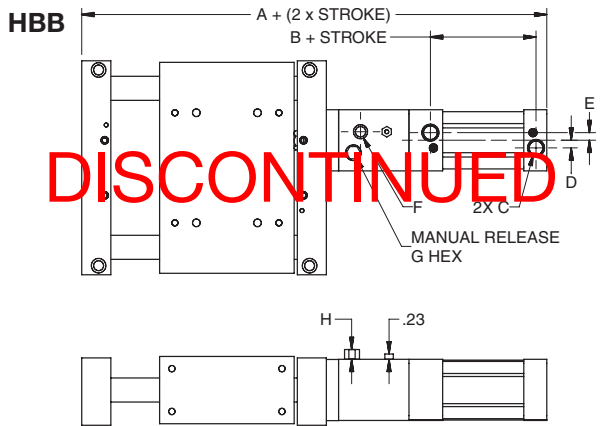 HBB
A + (2 x STROKE)
B + STROKE
E
D
DISCONTINUED
F
2X C
MANUAL RELEASE
G HEX
H
.23